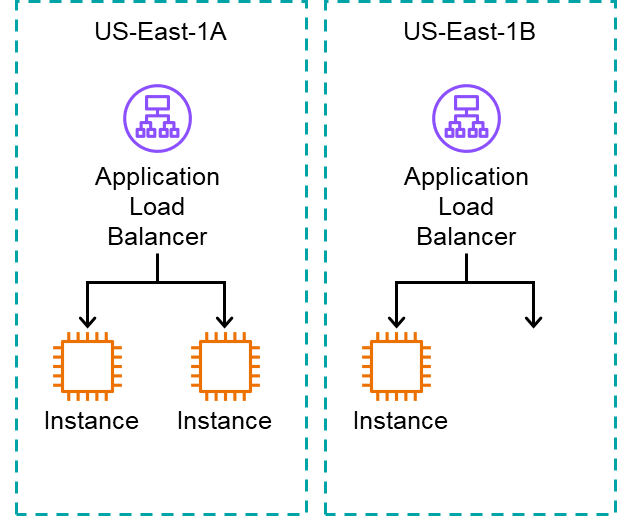 US-East-1A
Application
Load
Balancer
Instance
Instance
US-East-1B
Application
Load
Balancer
Instance